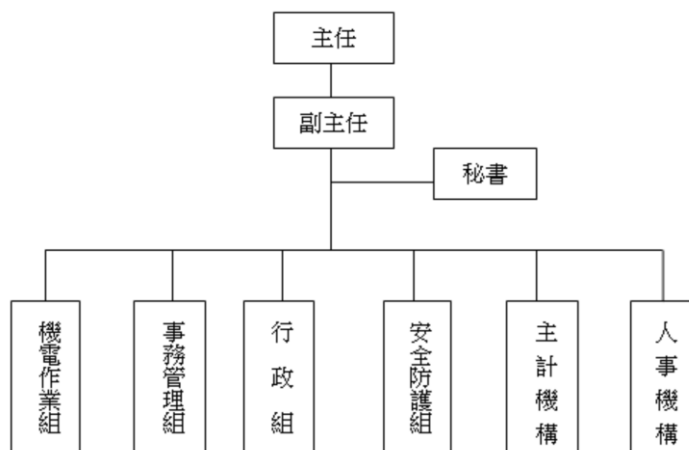 主任
副主任
秘書
機電作業組
事務管理組
行政組
安全防護組
主計機構
人事機構